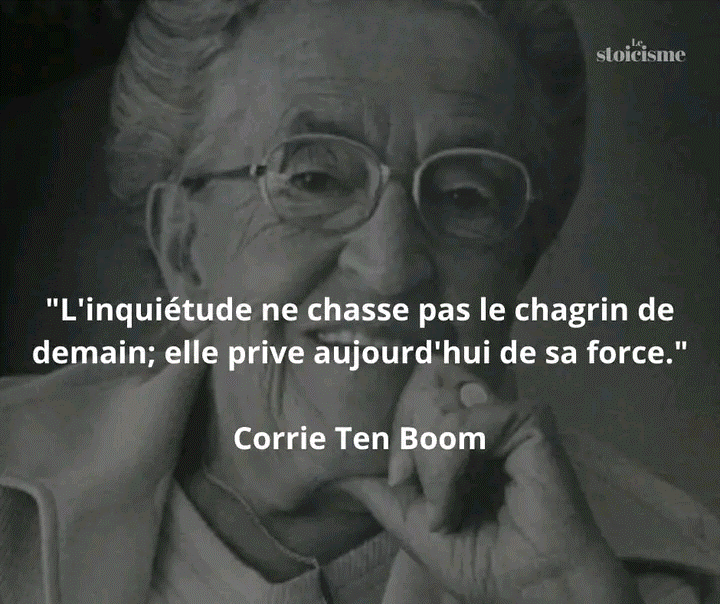 Le
stoicisme
"L'inquiétude ne chasse pas le chagrin de
demain; elle prive aujourd'hui de sa force."
Corrie Ten Boom